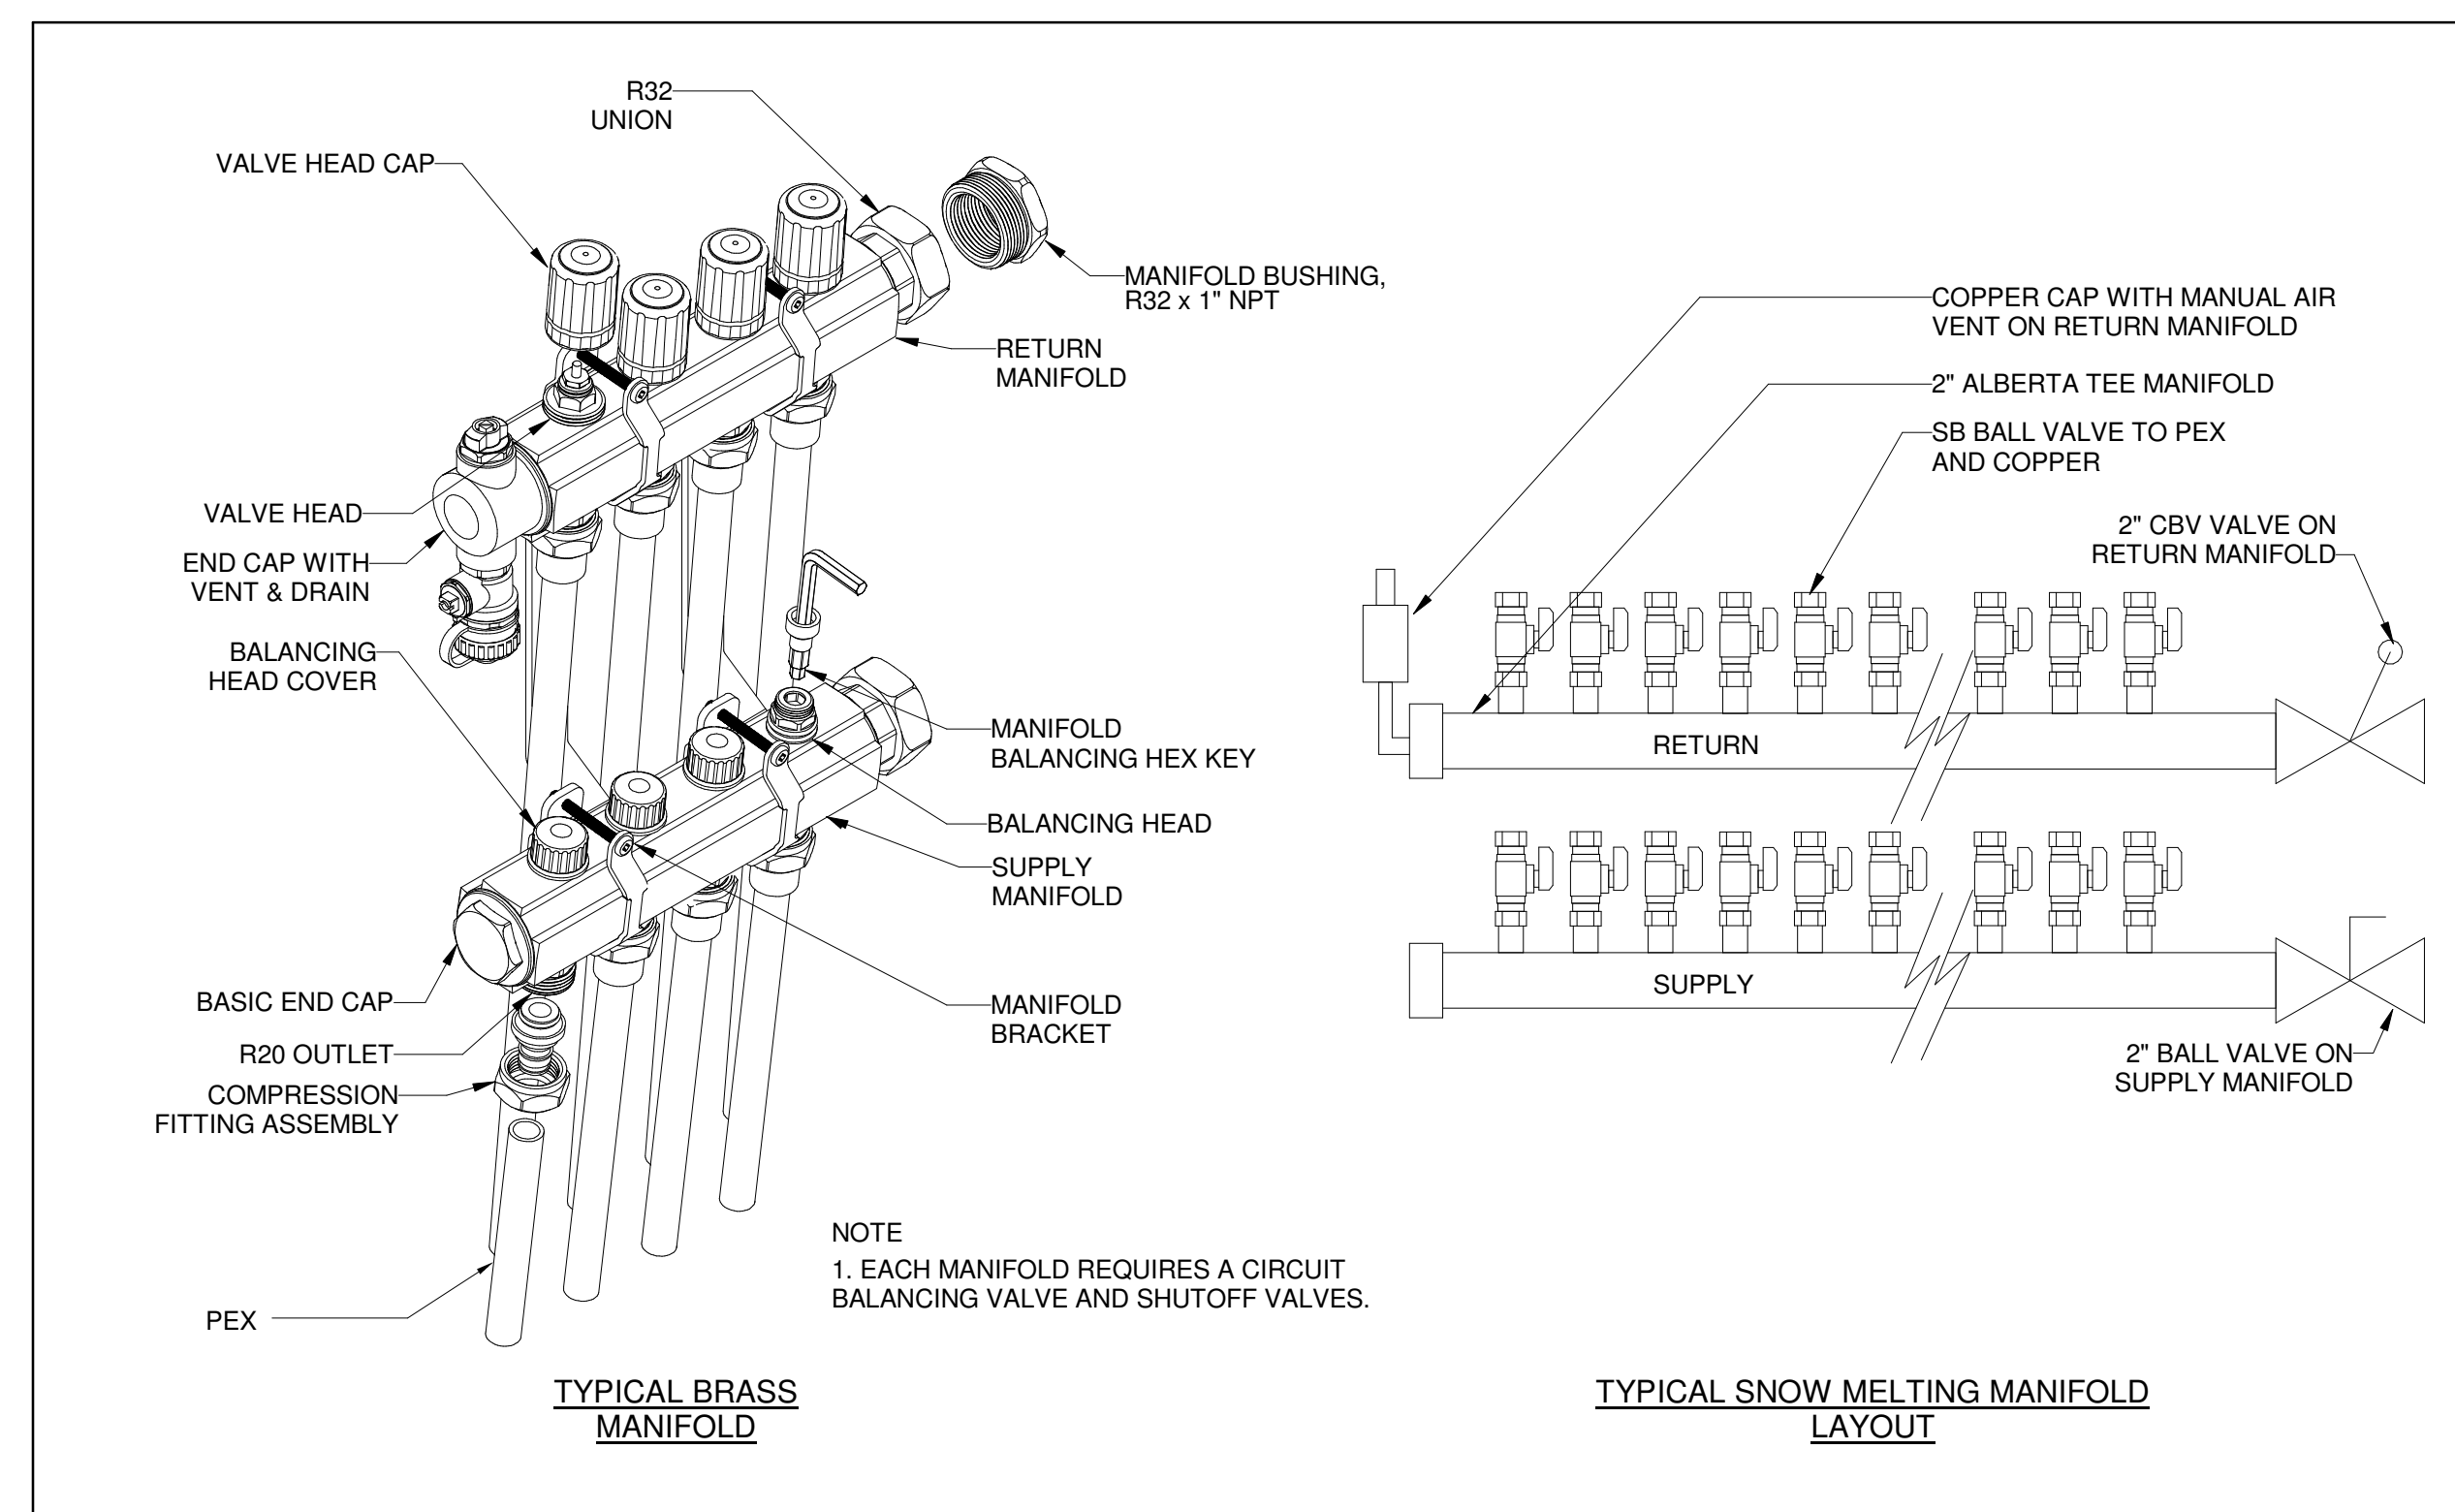 R32
UNION
VALVE HEAD CAP
MANIFOLD BUSHING,
R32 x 1" NPT
RETURN
MANIFOLD
VALVE HEAD
END CAP WITH
VENT & DRAIN
BALANCING
HEAD COVER
MANIFOLD
BALANCING HEX KEY
BALANCING HEAD
SUPPLY
MANIFOLD
BASIC END CAP
MANIFOLD
BRACKET
R20 OUTLET
COMPRESSION
FITTING ASSEMBLY
PEX
NOTE
1. EACH MANIFOLD REQUIRES A CIRCUIT
BALANCING VALVE AND SHUTOFF VALVES.
TYPICAL BRASS
MANIFOLD
COPPER CAP WITH MANUAL AIR
VENT ON RETURN MANIFOLD
2" ALBERTA TEE MANIFOLD
SB BALL VALVE TO PEX
AND COPPER
2" CBV VALVE ON
RETURN MANIFOLD
RETURN
SUPPLY
2" BALL VALVE ON
SUPPLY MANIFOLD
TYPICAL SNOW MELTING MANIFOLD
LAYOUT